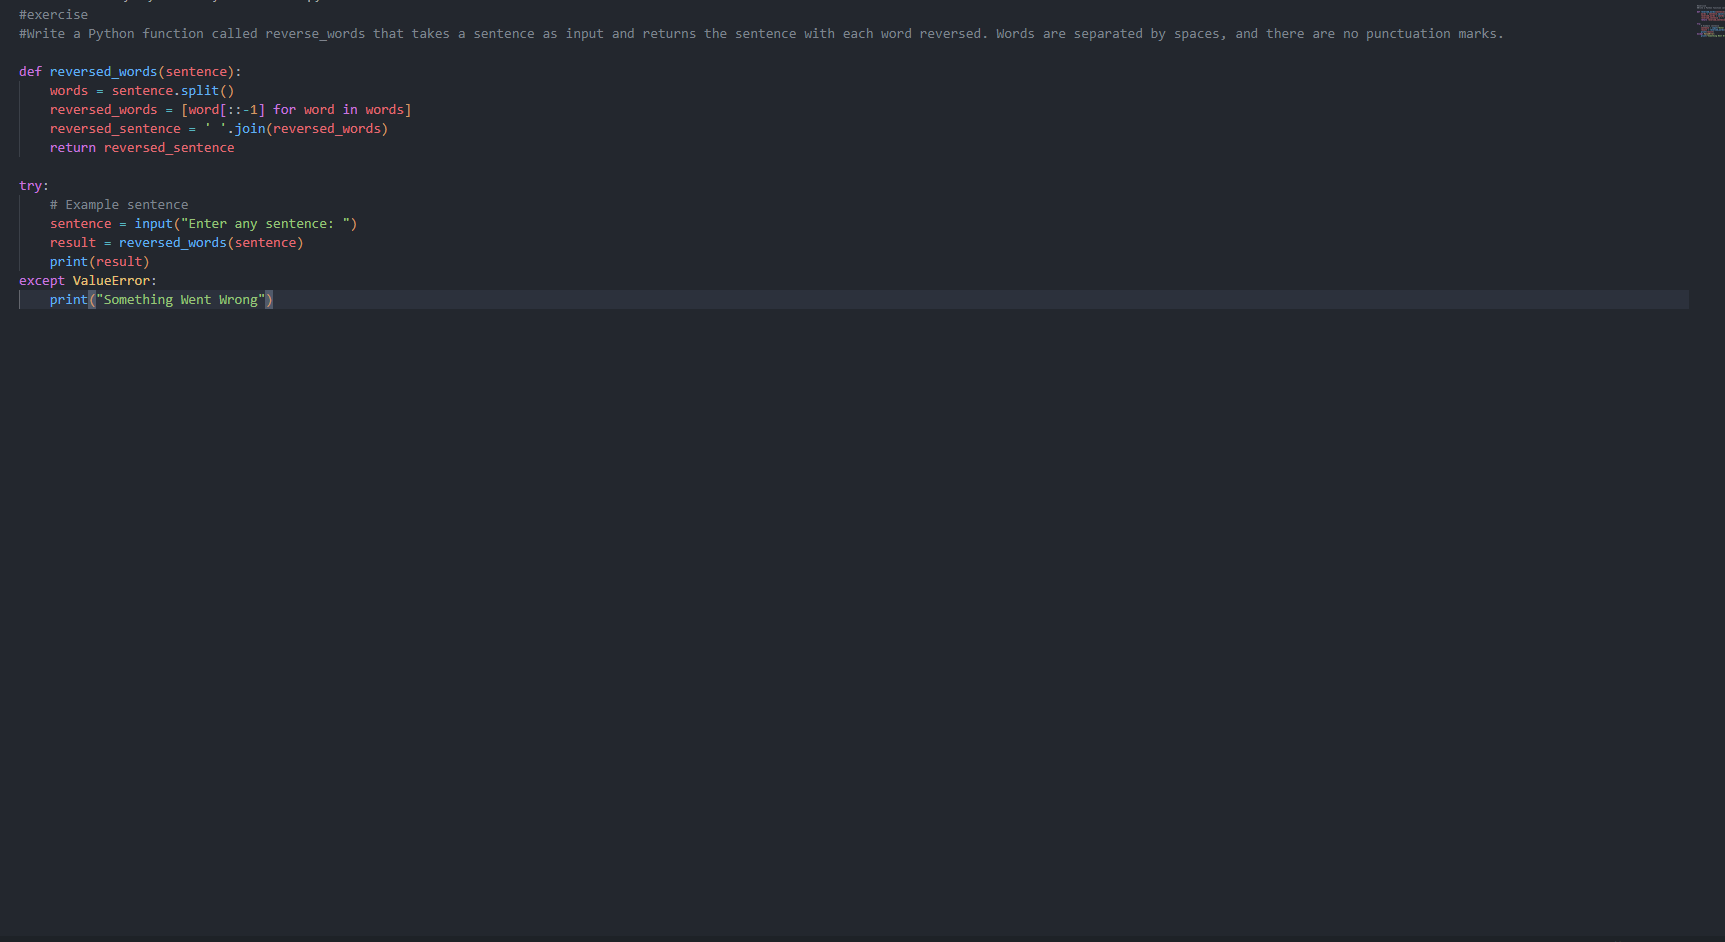 #exercise
#Write a Python function called reverse_words that takes a sentence as input and returns the sentence with each word reversed. Words are separated by spaces, and there are no punctuation marks.

def reversed_words(sentence):
    words = sentence.split()
    reversed_words = [word[::-1] for word in words]
    reversed_sentence = ' '.join(reversed_words)
    return reversed_sentence

try:
    # Example sentence
    sentence = input("Enter any sentence: ")
    result = reversed_words(sentence)
    print(result)
except ValueError:
    print("Something Went Wrong")